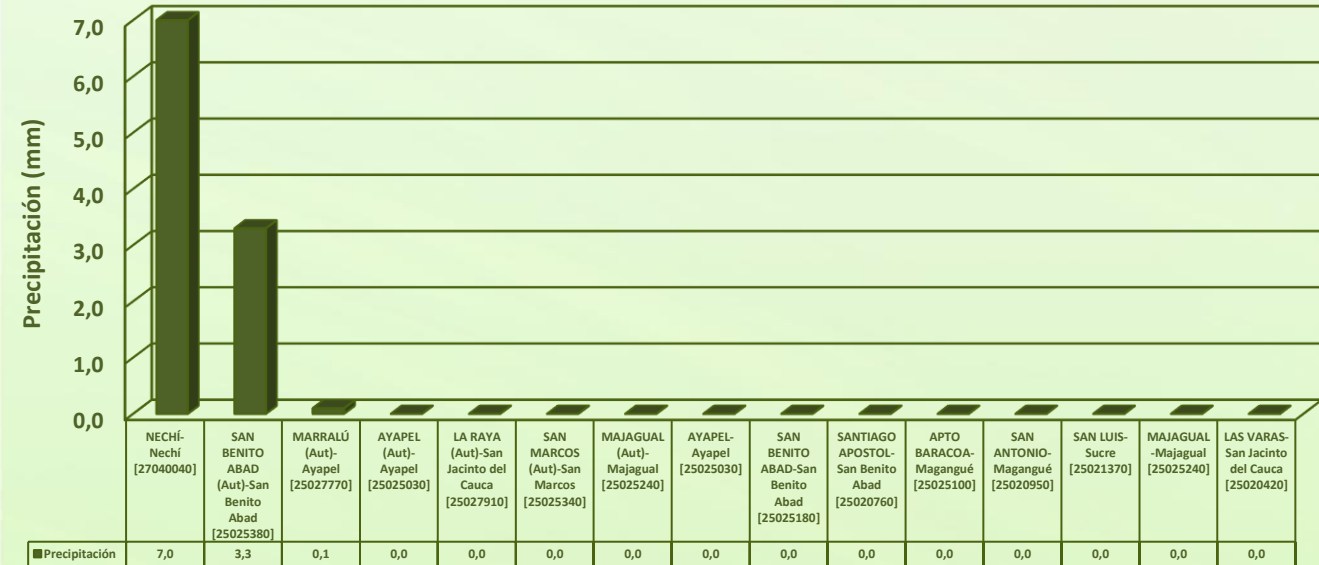 Precipitación (mm)
7,0
6,0
5,0
4,0
3,0
2,0
1,0
0,0
NECHÍ-
Nechí
[27040040]
SAN
BENITO
ABAD
(Aut)-San
Benito
Abad
[25025380]
MARRALÚ
(Aut)-
Ayapel
[25027770]
AYAPEL
(Aut)-
Ayapel
[25025030]
LA RAYA
(Aut)-San
Jacinto del
Cauca
[25027910]
SAN
MARCOS
(Aut)-San
Marcos
[25025340]
MAJAGUAL
(Aut)-
Majagual
[25025240]
AYAPEL-
Ayapel
[25025030]
SAN
BENITO
ABAD-San
Benito
Abad
[25025180]
SANTIAGO
APOSTOL-
San Benito
Abad
[25020760]
APTO
BARACOA-
Magangué
[25025100]
SAN
ANTONIO-
Magangué
[25020950]
SAN LUIS-
Sucre
[25021370]
MAJAGUAL
-Majagual
[25025240]
LAS VARAS-
San Jacinto
del Cauca
[25020420]
Precipitación 7,0 3,3 0,1 0,0 0,0 0,0 0,0 0,0 0,0 0,0 0,0 0,0 0,0 0,0 0,0